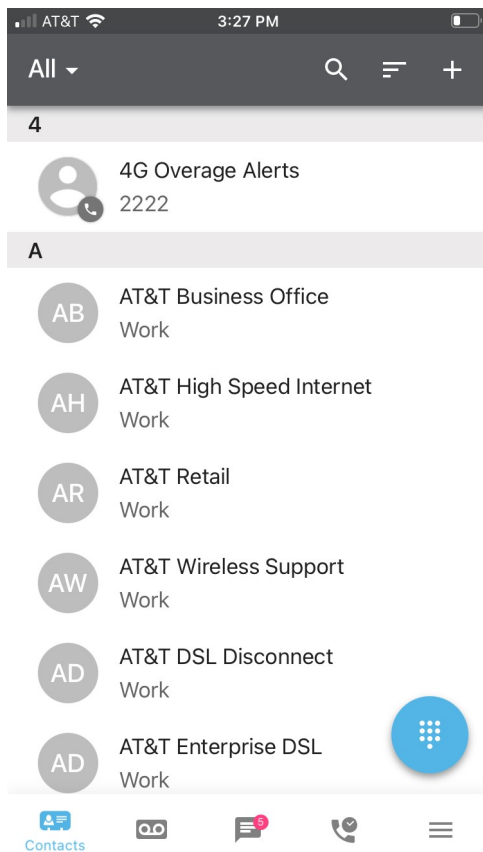 AT&T 3:27 PM
All
4
4G Overage Alerts
2222
A
AB
AT&T Business Office
Work
AH
AT&T High Speed Internet
Work
AR
AT&T Retail
Work
AW
AT&T Wireless Support
Work
AD
AT&T DSL Disconnect
Work
AD
AT&T Enterprise DSL
Work
5
Contacts